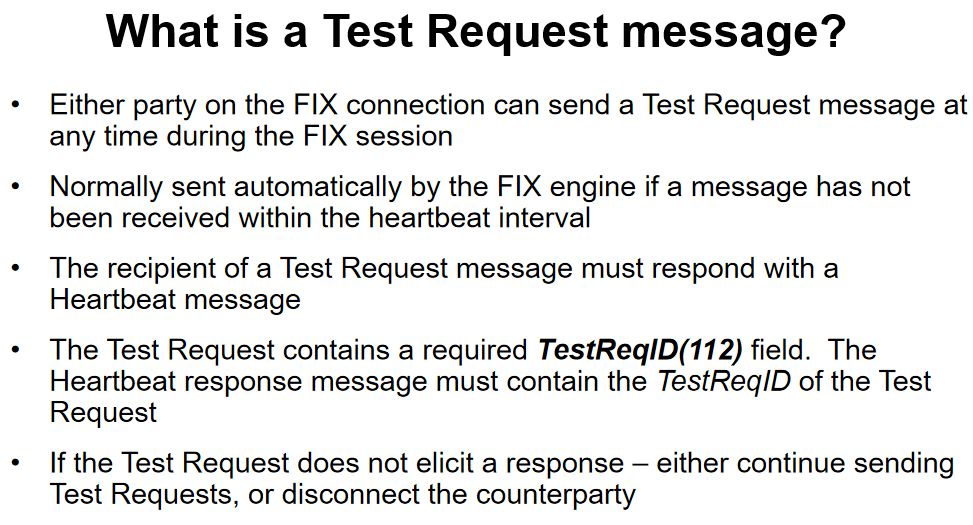 What is a Test Request message?
• Either party on the FIX connection can send a Test Request message at
any time during the FIX session
• Normally sent automatically by the FIX engine if a message has not
been received within the heartbeat interval
• The recipient of a Test Request message must respond with a
Heartbeat message
• The Test Request contains a required TestReqID(112) field.  The
Heartbeat response message must contain the TestReqID of the Test
Request
• If the Test Request does not elicit a response – either continue sending
Test Requests, or disconnect the counterparty